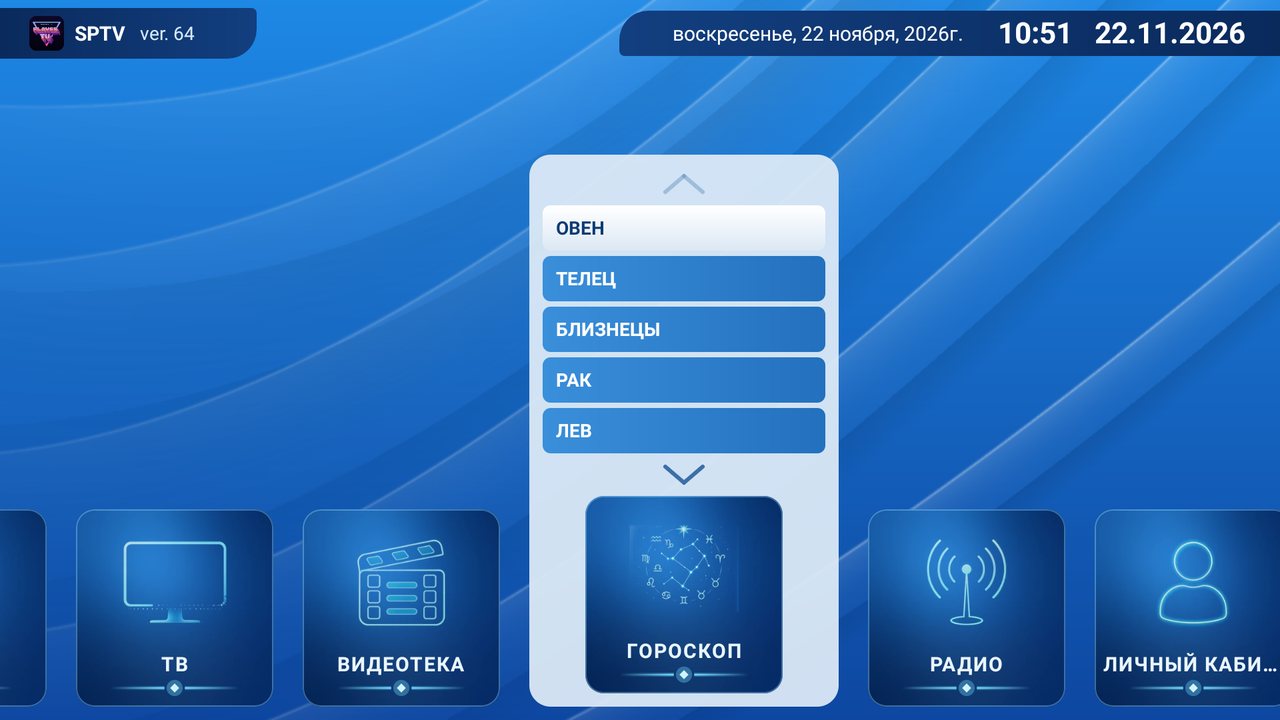 SPTV ver. 64
воскресенье, 22 ноября, 2026г. 10:51 22.11.2026
ОВЕН
ТЕЛЕЦ
БЛИЗНЕЦЫ
РАК
ЛЕВ
ТВ
ВИДЕОТЕКА
ГОРОСКОП
РАДИО
ЛИЧНЫЙ КАБИ...